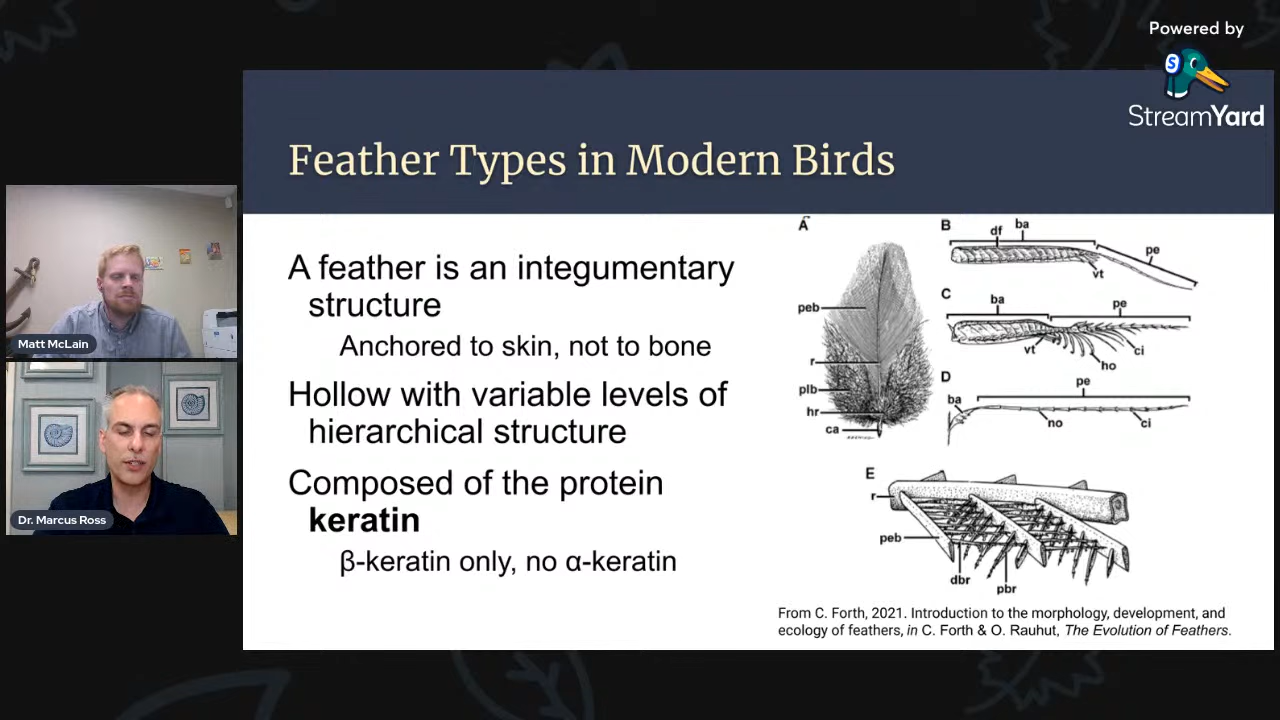 Powered by
S
StreamYard
Feather Types in Modern Birds
A feather is an integumentary
structure
Anchored to skin, not to bone
Hollow with variable levels of
hierarchical structure
Composed of the protein
keratin
β-keratin only, no α-keratin
A
peb
r
plb
hr
ca
B
df
ba
pe
vt
C
ba
pe
vt
ci
ho
D
pe
ba
no
ci
E
r
peb
dbr
pbr
From C. Forth, 2021. Introduction to the morphology, development, and
ecology of feathers, in C. Forth & O. Rauhut, The Evolution of Feathers.
Matt McLain
Dr. Marcus Ross